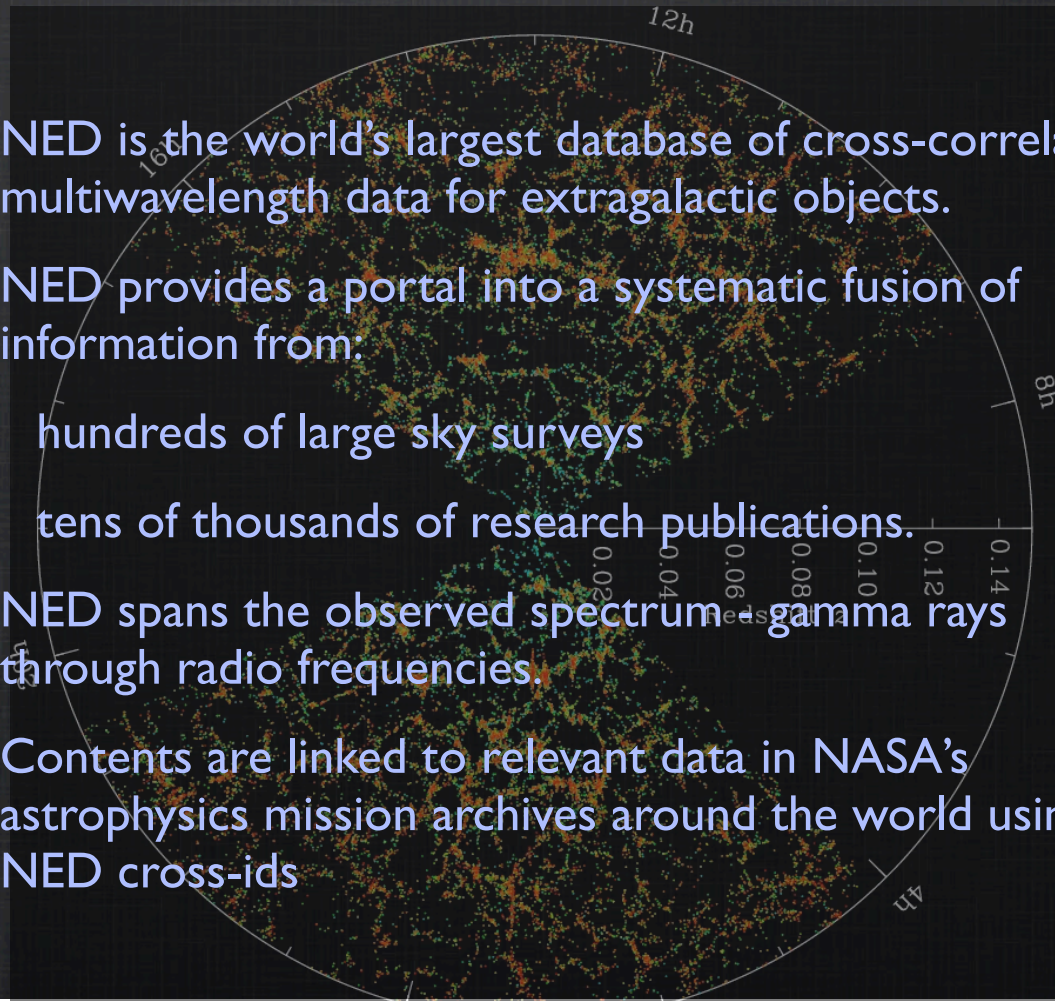 12h
16h
NED is the world's largest database of cross-correla
multiwavelength data for extragalactic objects.
NED provides a portal into a systematic fusion of
information from:
8h
hundreds of large sky surveys
tens of thousands of research publications.
0.02 0.04 0.06 0.08 0.10 0.12 0.14
Redshift z
NED spans the observed spectrum - gamma rays
through radio frequencies.
Contents are linked to relevant data in NASA's
astrophysics mission archives around the world usin
NED cross-ids
4h